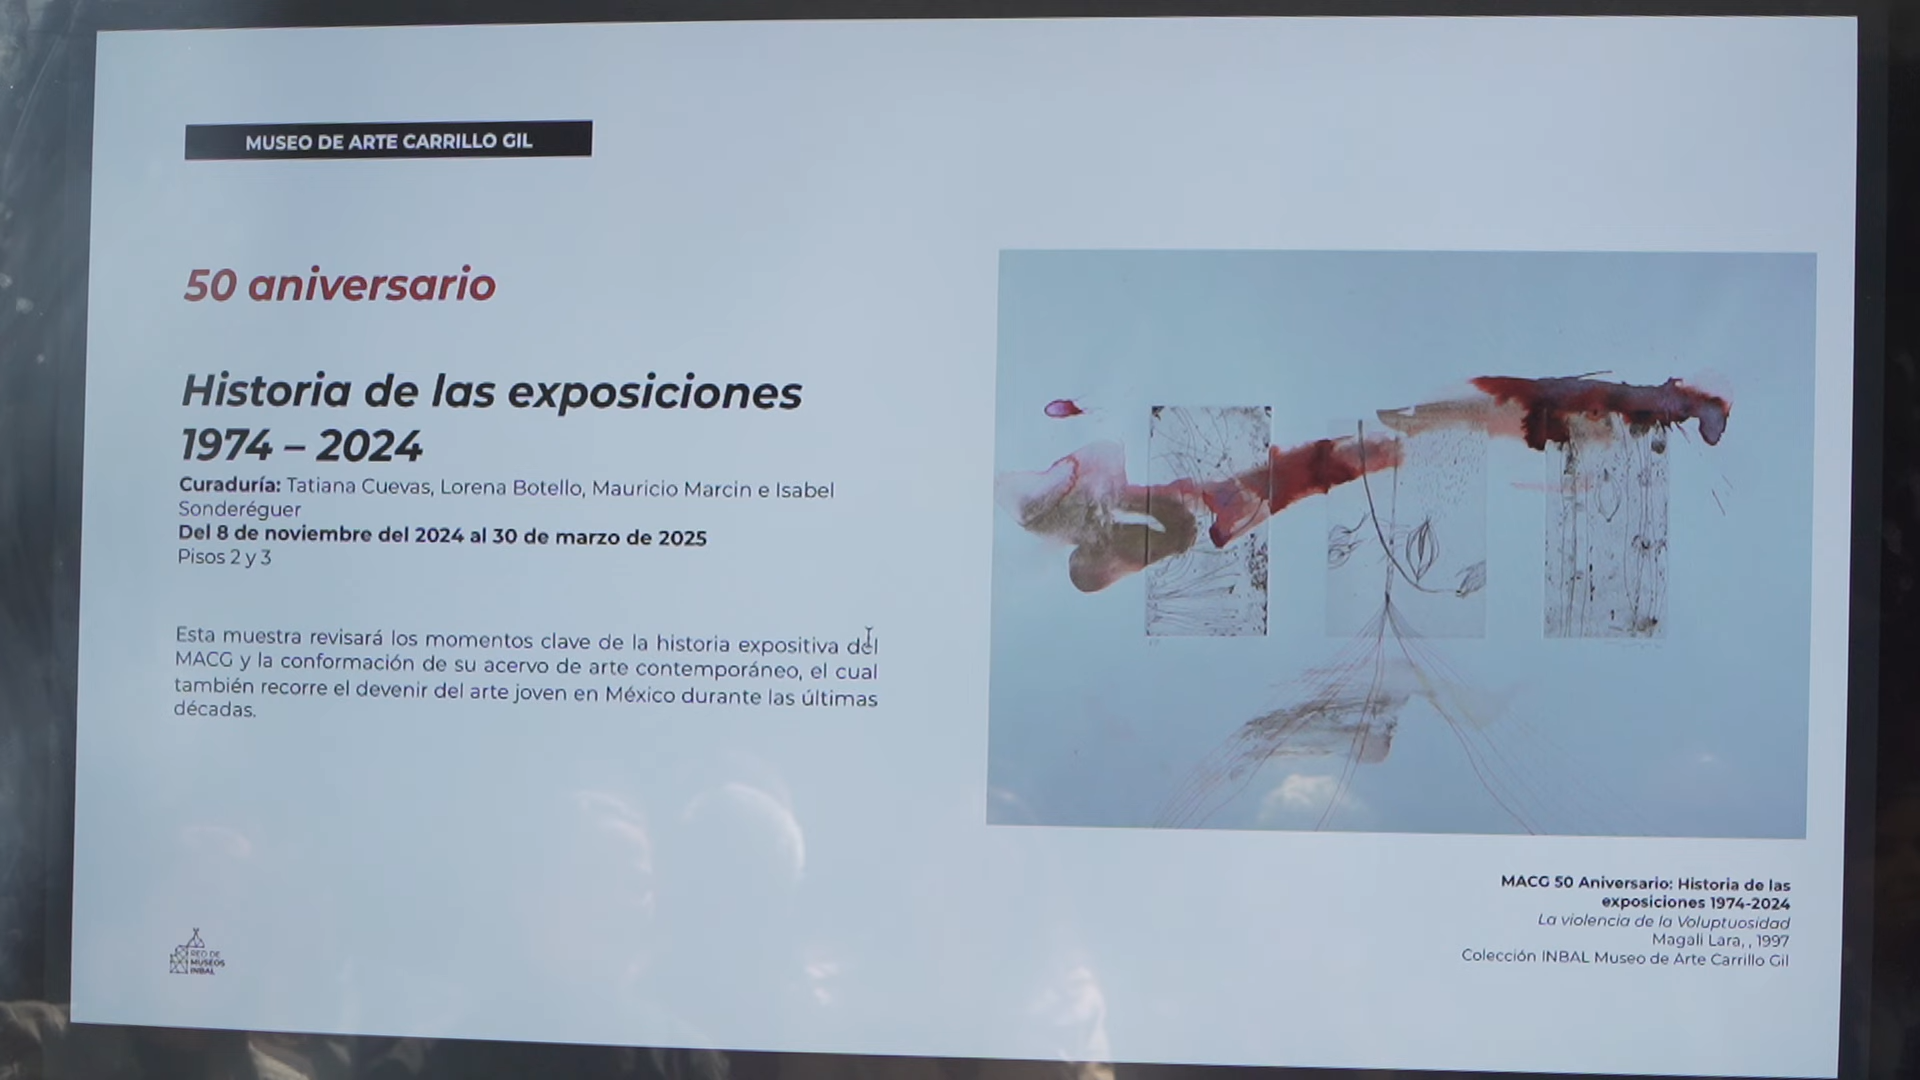 MUSEO DE ARTE CARRILLO GIL
50 aniversario
Historia de las exposiciones
1974 – 2024
Curaduría: Tatiana Cuevas, Lorena Botello, Mauricio Marcin e Isabel
Sonderéguer
Del 8 de noviembre del 2024 al 30 de marzo de 2025
Pisos 2 y 3
Esta muestra revisará los momentos clave de la historia expositiva del
MACG y la conformación de su acervo de arte contemporáneo, el cual
también recorre el devenir del arte joven en México durante las últimas
décadas.
MACG 50 Aniversario: Historia de las
exposiciones 1974-2024
La violencia de la Voluptuosidad
Magali Lara, , 1997
Colección INBAL Museo de Arte Carrillo Gil
RED DE
MUSEOS
INBAL